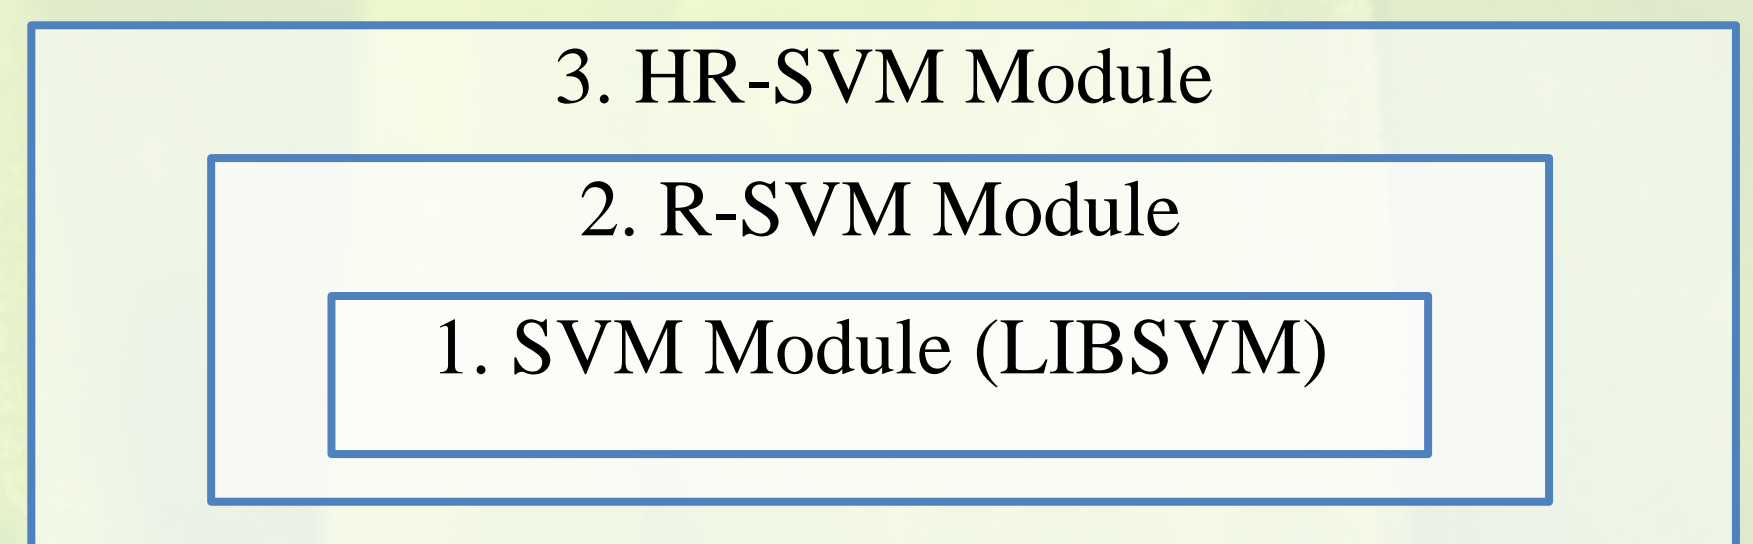 3. HR-SVM Module
2. R-SVM Module
1. SVM Module (LIBSVM)